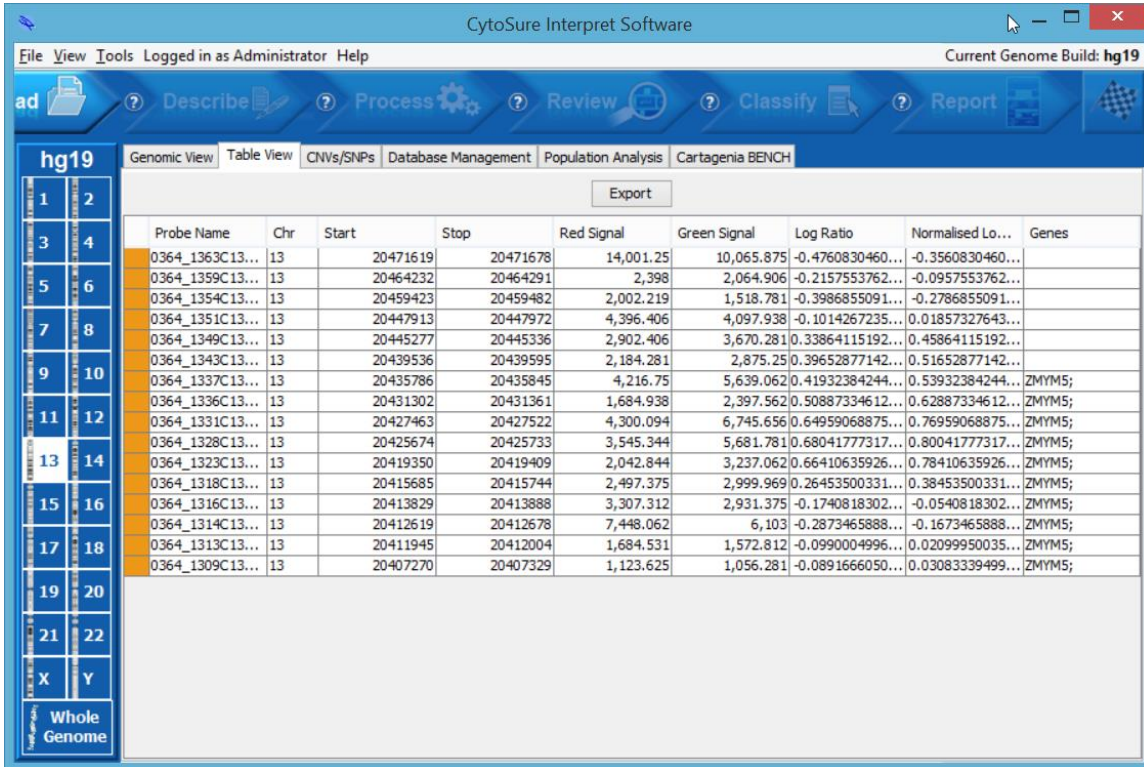 CytoSure Interpret Software
File View Tools Logged in as Administrator Help Current Genome Build: hg19
ad ? Describe ? Process ? Review ? Classify ? Report
hg19
1 2
3 4
5 6
7 8
9 10
11 12
13 14
15 16
17 18
19 20
21 22
X Y
Whole
Genome
Genomic View Table View CNVs/SNPs Database Management Population Analysis Cartagenia BENCH
Export
Probe Name Chr Start Stop Red Signal Green Signal Log Ratio Normalised Lo... Genes
0364_1363C13... 13 20471619 20471678 14,001.25 10,065.875 -0.4760830460... -0.3560830460...
0364_1359C13... 13 20464232 20464291 2,398 2,064.906 -0.2157553762... -0.0957553762...
0364_1354C13... 13 20459423 20459482 2,002.219 1,518.781 -0.3986855091... -0.2786855091...
0364_1351C13... 13 20447913 20447972 4,396.406 4,097.938 -0.1014267235... 0.01857327643...
0364_1349C13... 13 20445277 20445336 2,902.406 3,670.281 0.33864115192... 0.45864115192...
0364_1343C13... 13 20439536 20439595 2,184.281 2,875.25 0.39652877142... 0.51652877142...
0364_1337C13... 13 20435786 20435845 4,216.75 5,639.062 0.41932384244... 0.53932384244... ZMYM5;
0364_1336C13... 13 20431302 20431361 1,684.938 2,397.562 0.50887334612... 0.62887334612... ZMYM5;
0364_1331C13... 13 20427463 20427522 4,300.094 6,745.656 0.64959068875... 0.76959068875... ZMYM5;
0364_1328C13... 13 20425674 20425733 3,545.344 5,681.781 0.68041777317... 0.80041777317... ZMYM5;
0364_1323C13... 13 20419350 20419409 2,042.844 3,237.062 0.66410635926... 0.78410635926... ZMYM5;
0364_1318C13... 13 20415685 20415744 2,497.375 2,999.969 0.26453500331... 0.38453500331... ZMYM5;
0364_1316C13... 13 20413829 20413888 3,307.312 2,931.375 -0.1740818302... -0.0540818302... ZMYM5;
0364_1314C13... 13 20412619 20412678 7,448.062 6,103 -0.2873465888... -0.1673465888... ZMYM5;
0364_1313C13... 13 20411945 20412004 1,684.531 1,572.812 -0.0990004996... 0.02099950035... ZMYM5;
0364_1309C13... 13 20407270 20407329 1,123.625 1,056.281 -0.0891666050... 0.03083339499... ZMYM5;